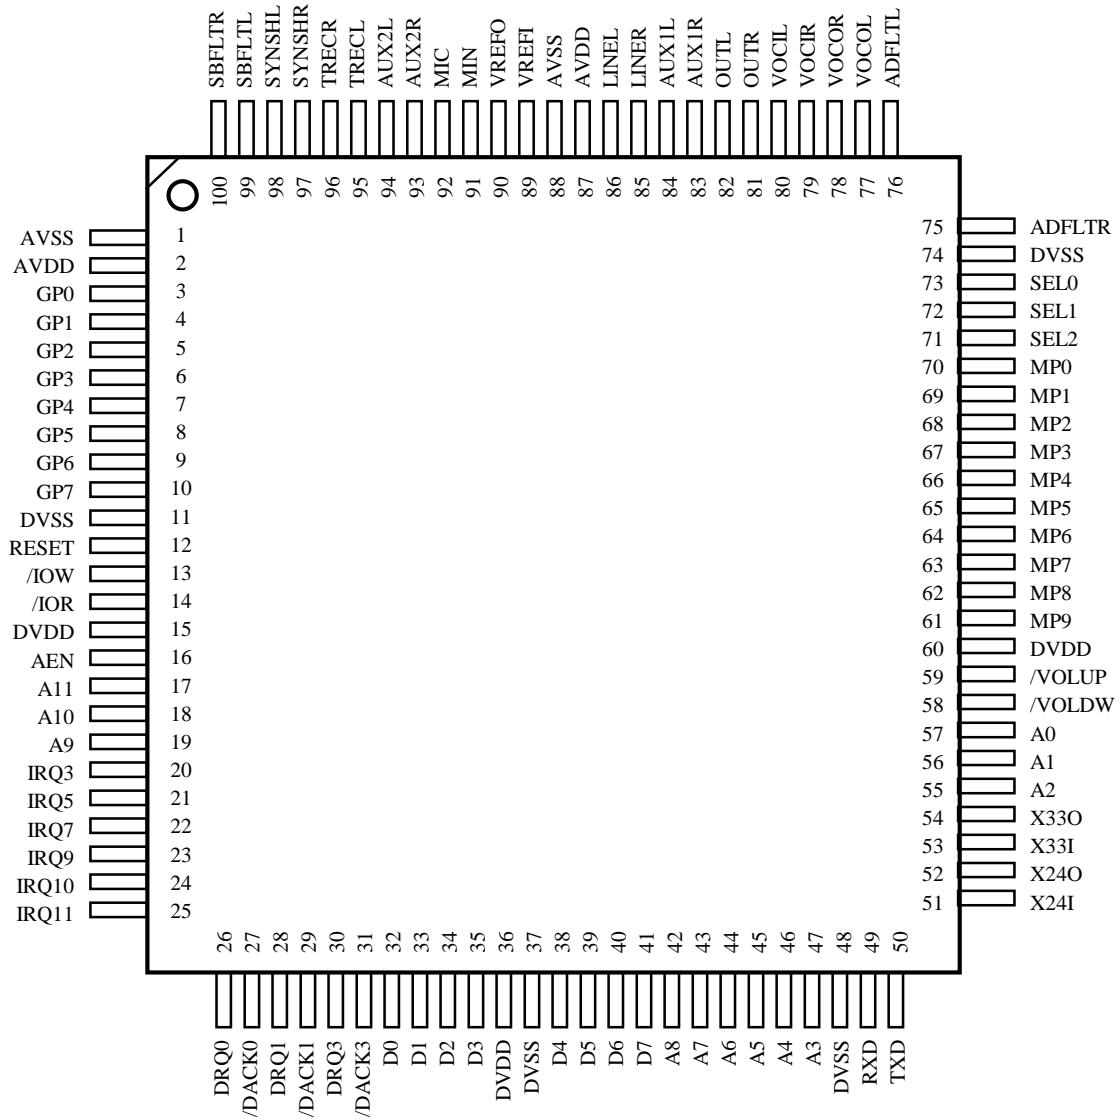 SBFLTR
SBFLTL
SYNSHL
SYNSHR
TRECR
TRECL
AUX2L
AUX2R
MIC
MIN
VREFO
VREFI
AVSS
AVDD
LINEL
LINER
AUX1L
AUX1R
OUTL
OUTR
VOCIL
VOCIR
VOCOR
VOCOL
ADFLTL
100
99
98
97
96
95
94
93
92
91
90
89
88
87
86
85
84
83
82
81
80
79
78
77
76
AVSS 1
AVDD 2
GP0 3
GP1 4
GP2 5
GP3 6
GP4 7
GP5 8
GP6 9
GP7 10
DVSS 11
RESET 12
/IOW 13
/IOR 14
DVDD 15
AEN 16
A11 17
A10 18
A9 19
IRQ3 20
IRQ5 21
IRQ7 22
IRQ9 23
IRQ10 24
IRQ11 25
75 ADFLTR
74 DVSS
73 SEL0
72 SEL1
71 SEL2
70 MP0
69 MP1
68 MP2
67 MP3
66 MP4
65 MP5
64 MP6
63 MP7
62 MP8
61 MP9
60 DVDD
59 /VOLUP
58 /VOLDW
57 A0
56 A1
55 A2
54 X33O
53 X33I
52 X24O
51 X24I
26
27
28
29
30
31
32
33
34
35
36
37
38
39
40
41
42
43
44
45
46
47
48
49
50
DRQ0
/DACK0
DRQ1
/DACK1
DRQ3
/DACK3
D0
D1
D2
D3
DVDD
DVSS
D4
D5
D6
D7
A8
A7
A6
A5
A4
A3
DVSS
RXD
TXD